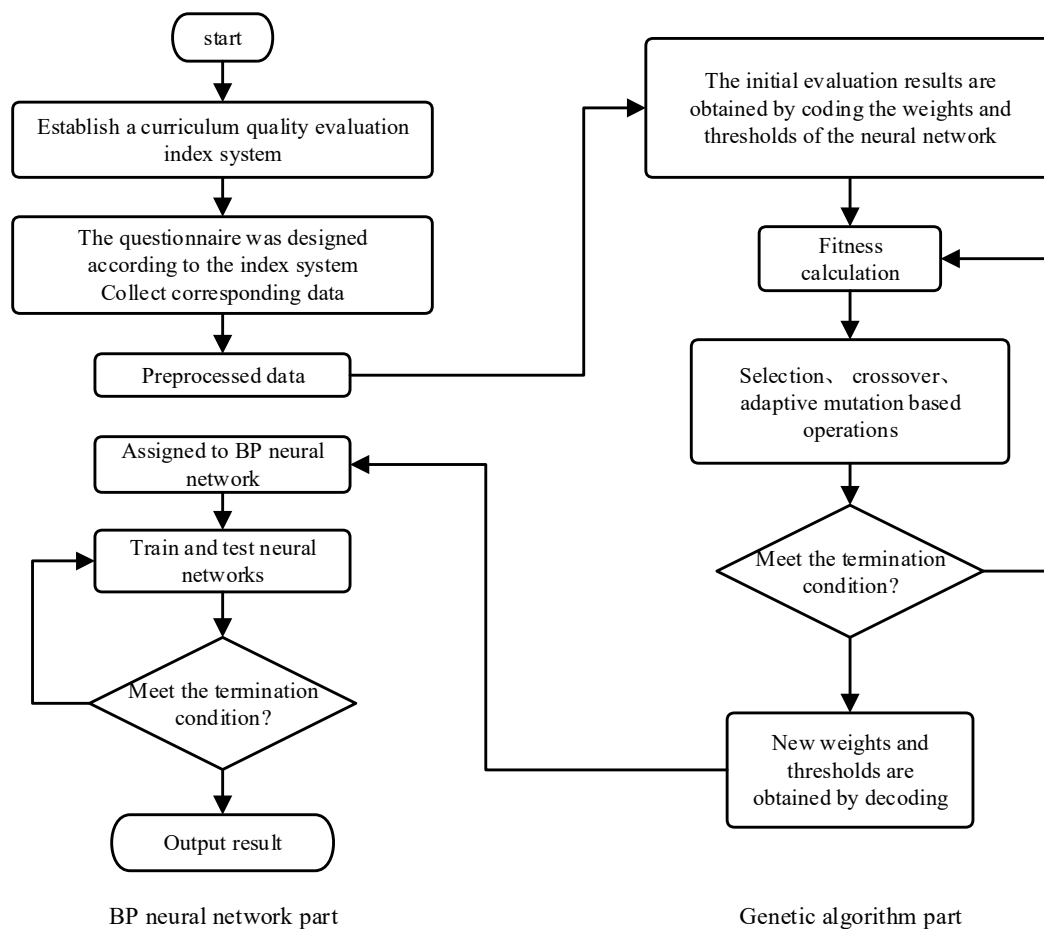 start
Establish a curriculum quality evaluation
index system
The questionnaire was designed
according to the index system
Collect corresponding data
Preprocessed data
Assigned to BP neural
network
Train and test neural
networks
Meet the termination
condition?
Output result
BP neural network part
The initial evaluation results are
obtained by coding the weights and
thresholds of the neural network
Fitness
calculation
Selection、 crossover、
adaptive mutation based
operations
Meet the termination
condition?
New weights and
thresholds are
obtained by decoding
Genetic algorithm part